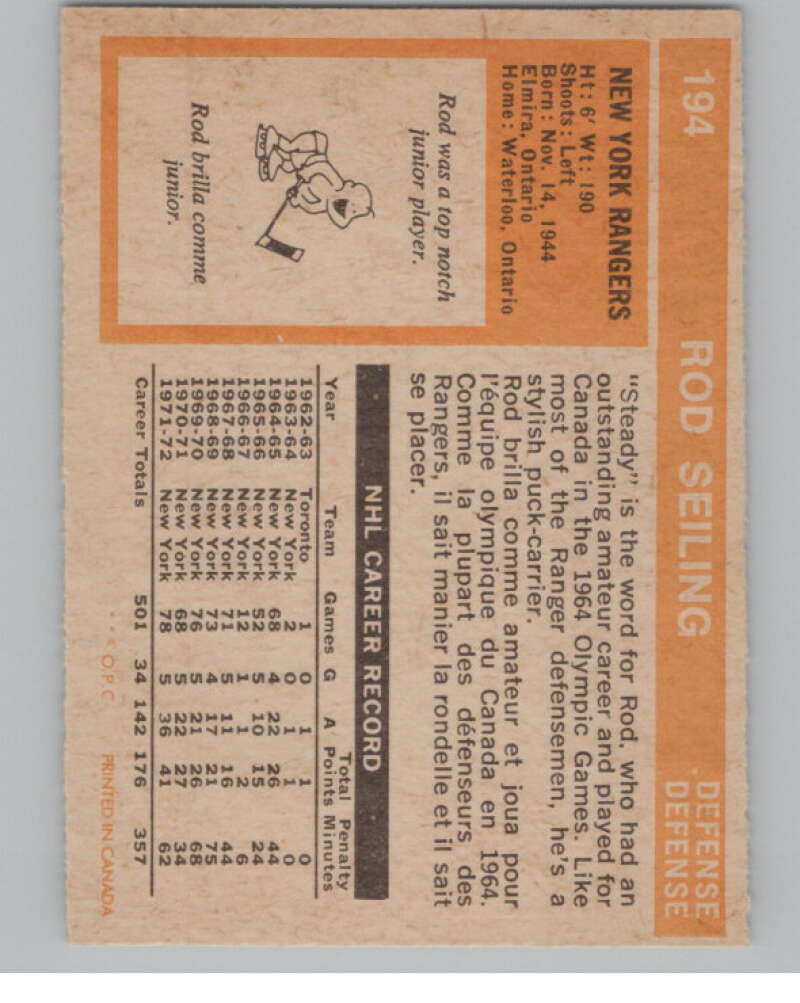 194 ROD SEILING DEFENSE
DEFENSE
NEW YORK RANGERS
Ht: 6' Wt: 190
Shoots: Left
Born: Nov. 14, 1944
Elmira, Ontario
Home: Waterloo, Ontario
Rod was a top notch
junior player.
Rod brilla comme
junior.
"Steady" is the word for Rod, who had an
outstanding amateur career and played for
Canada in the 1964 Olympic Games. Like
most of the Ranger defensemen, he's a
stylish puck-carrier.
Rod brilla comme amateur et joua pour
l'équipe olympique du Canada en 1964.
Comme la plupart des défenseurs des
Rangers, il sait manier la rondelle et il sait
se placer.
NHL CAREER RECORD
Year Team Games G A Total Points Penalty Minutes
1962-63 Toronto 1 0 1 1 0
1963-64 New York 2 0 1 1 0
1964-65 New York 68 4 22 26 44
1965-66 New York 52 5 10 15 24
1966-67 New York 12 1 1 2 6
1967-68 New York 71 5 11 16 44
1968-69 New York 73 4 17 21 75
1969-70 New York 76 5 21 26 68
1970-71 New York 68 5 22 27 34
1971-72 New York 78 5 36 41 62
Career Totals 501 34 142 176 357
***O.P.C. PRINTED IN CANADA